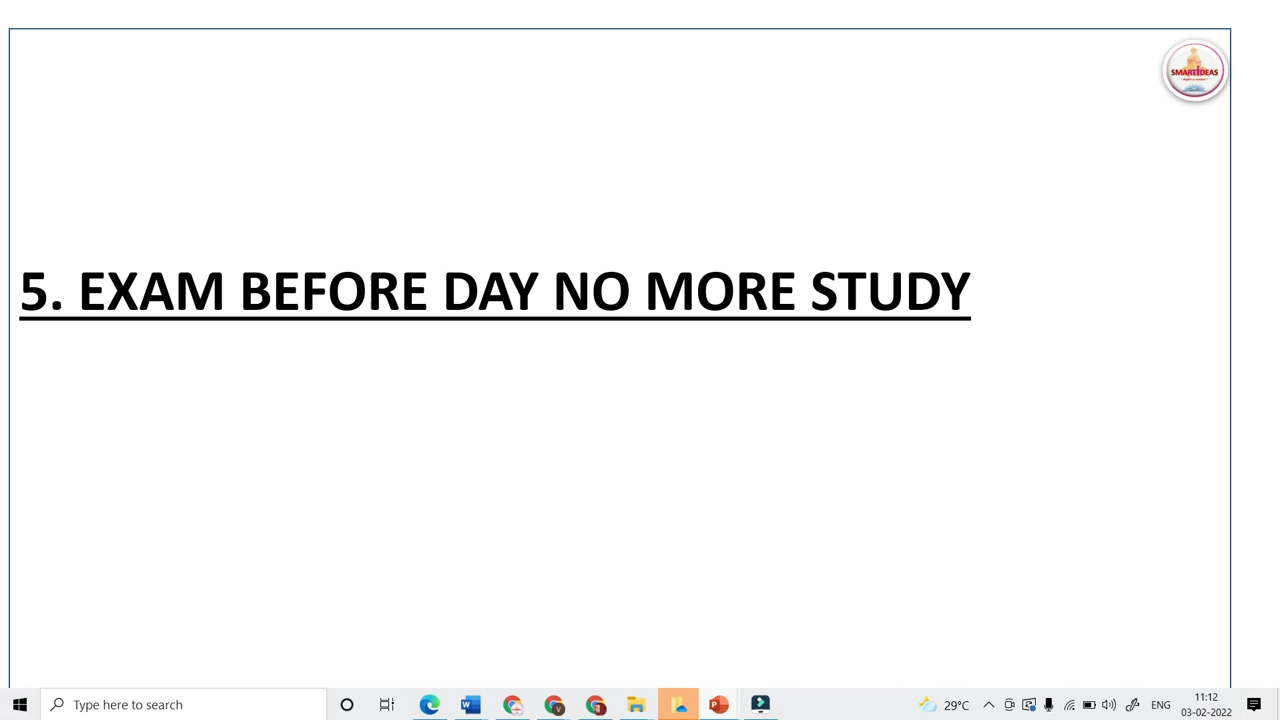 SMARTIDEAS
5. EXAM BEFORE DAY NO MORE STUDY
Type here to search
29°C
ENG
11:12
03-02-2022